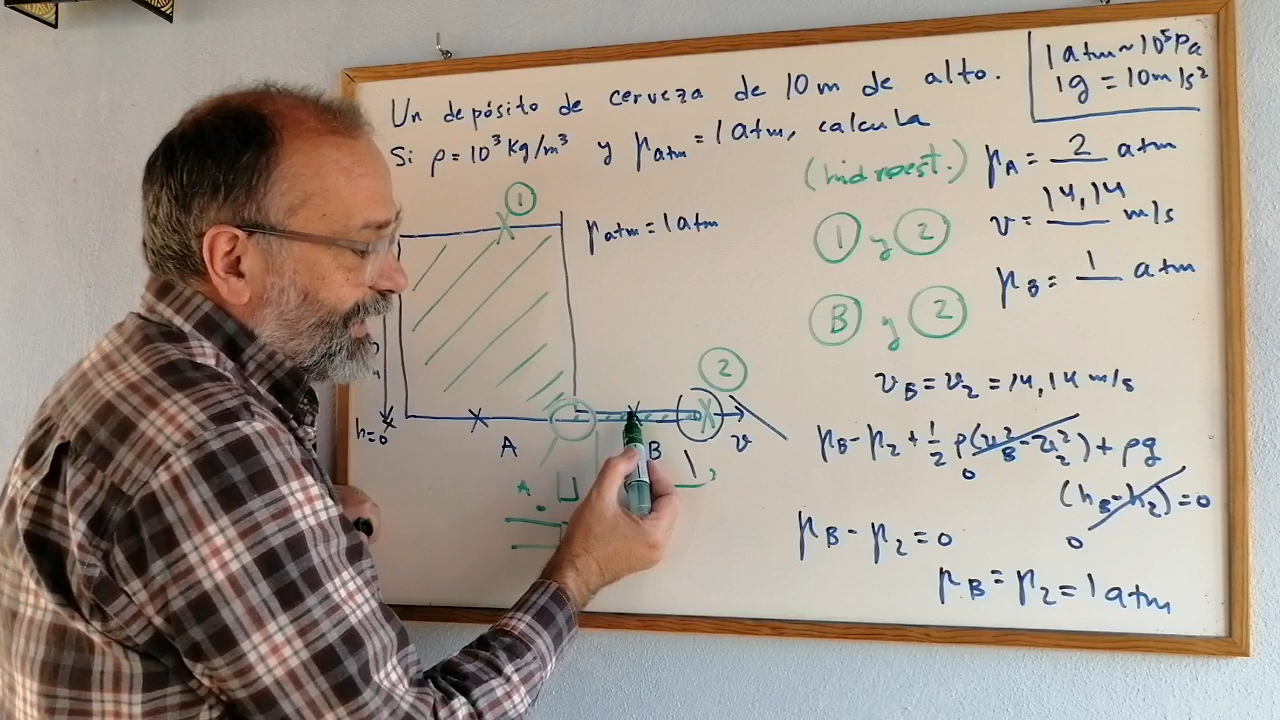 Un depósito de cerveza de 10 m de alto.
Si ρ = 10³ Kg/m³ y p_atm = 1 atm, calcula
1 atm ~ 10⁵ Pa
1g = 10 m/s²
p_A = 2 atm
v = 14,14 m/s
p_B = 1 atm
(hidroest.)
① y ②
Ⓑ y ②
①
p_atm = 1 atm
h=0
A
B
②
v
A
v_B = v_2 = 14,14 m/s
p_B - p_2 + 1/2 ρ(v_B² - v_2²) + ρg
0
(h_B - h_2) = 0
0
p_B - p_2 = 0
p_B = p_2 = 1 atm